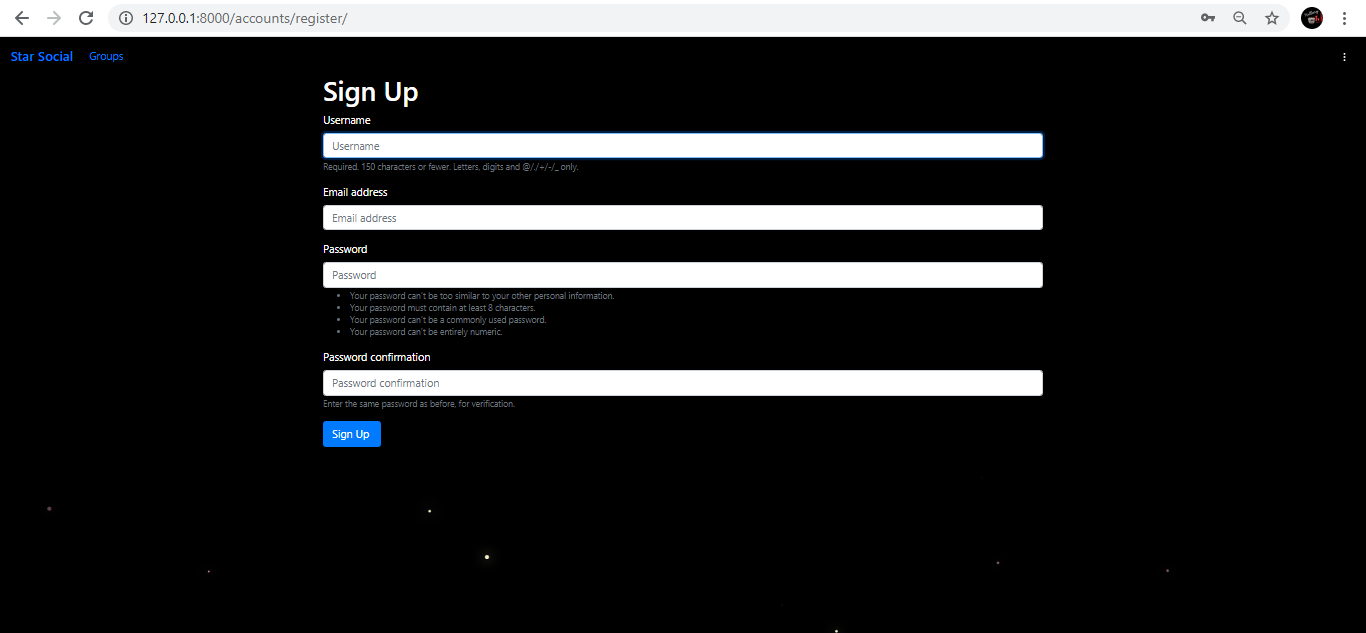 127.0.0.1:8000/accounts/register/
Star Social Groups
Sign Up
Username
Username
Required. 150 characters or fewer. Letters, digits and @/./+/-/_ only.
Email address
Email address
Password
Password
Your password can't be too similar to your other personal information.
Your password must contain at least 8 characters.
Your password can't be a commonly used password.
Your password can't be entirely numeric.
Password confirmation
Password confirmation
Enter the same password as before, for verification.
Sign Up